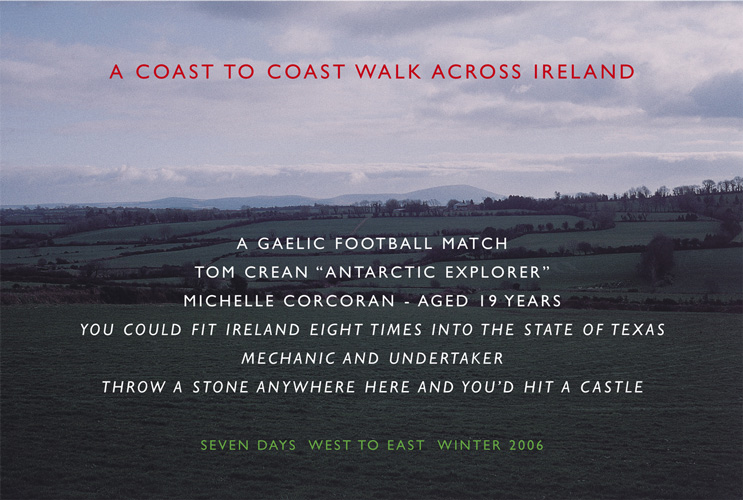 A COAST TO COAST WALK ACROSS IRELAND
A GAELIC FOOTBALL MATCH
TOM CREAN “ANTARCTIC EXPLORER”
MICHELLE CORCORAN - AGED 19 YEARS
YOU COULD FIT IRELAND EIGHT TIMES INTO THE STATE OF TEXAS
MECHANIC AND UNDERTAKER
THROW A STONE ANYWHERE HERE AND YOU’D HIT A CASTLE
SEVEN DAYS WEST TO EAST WINTER 2006